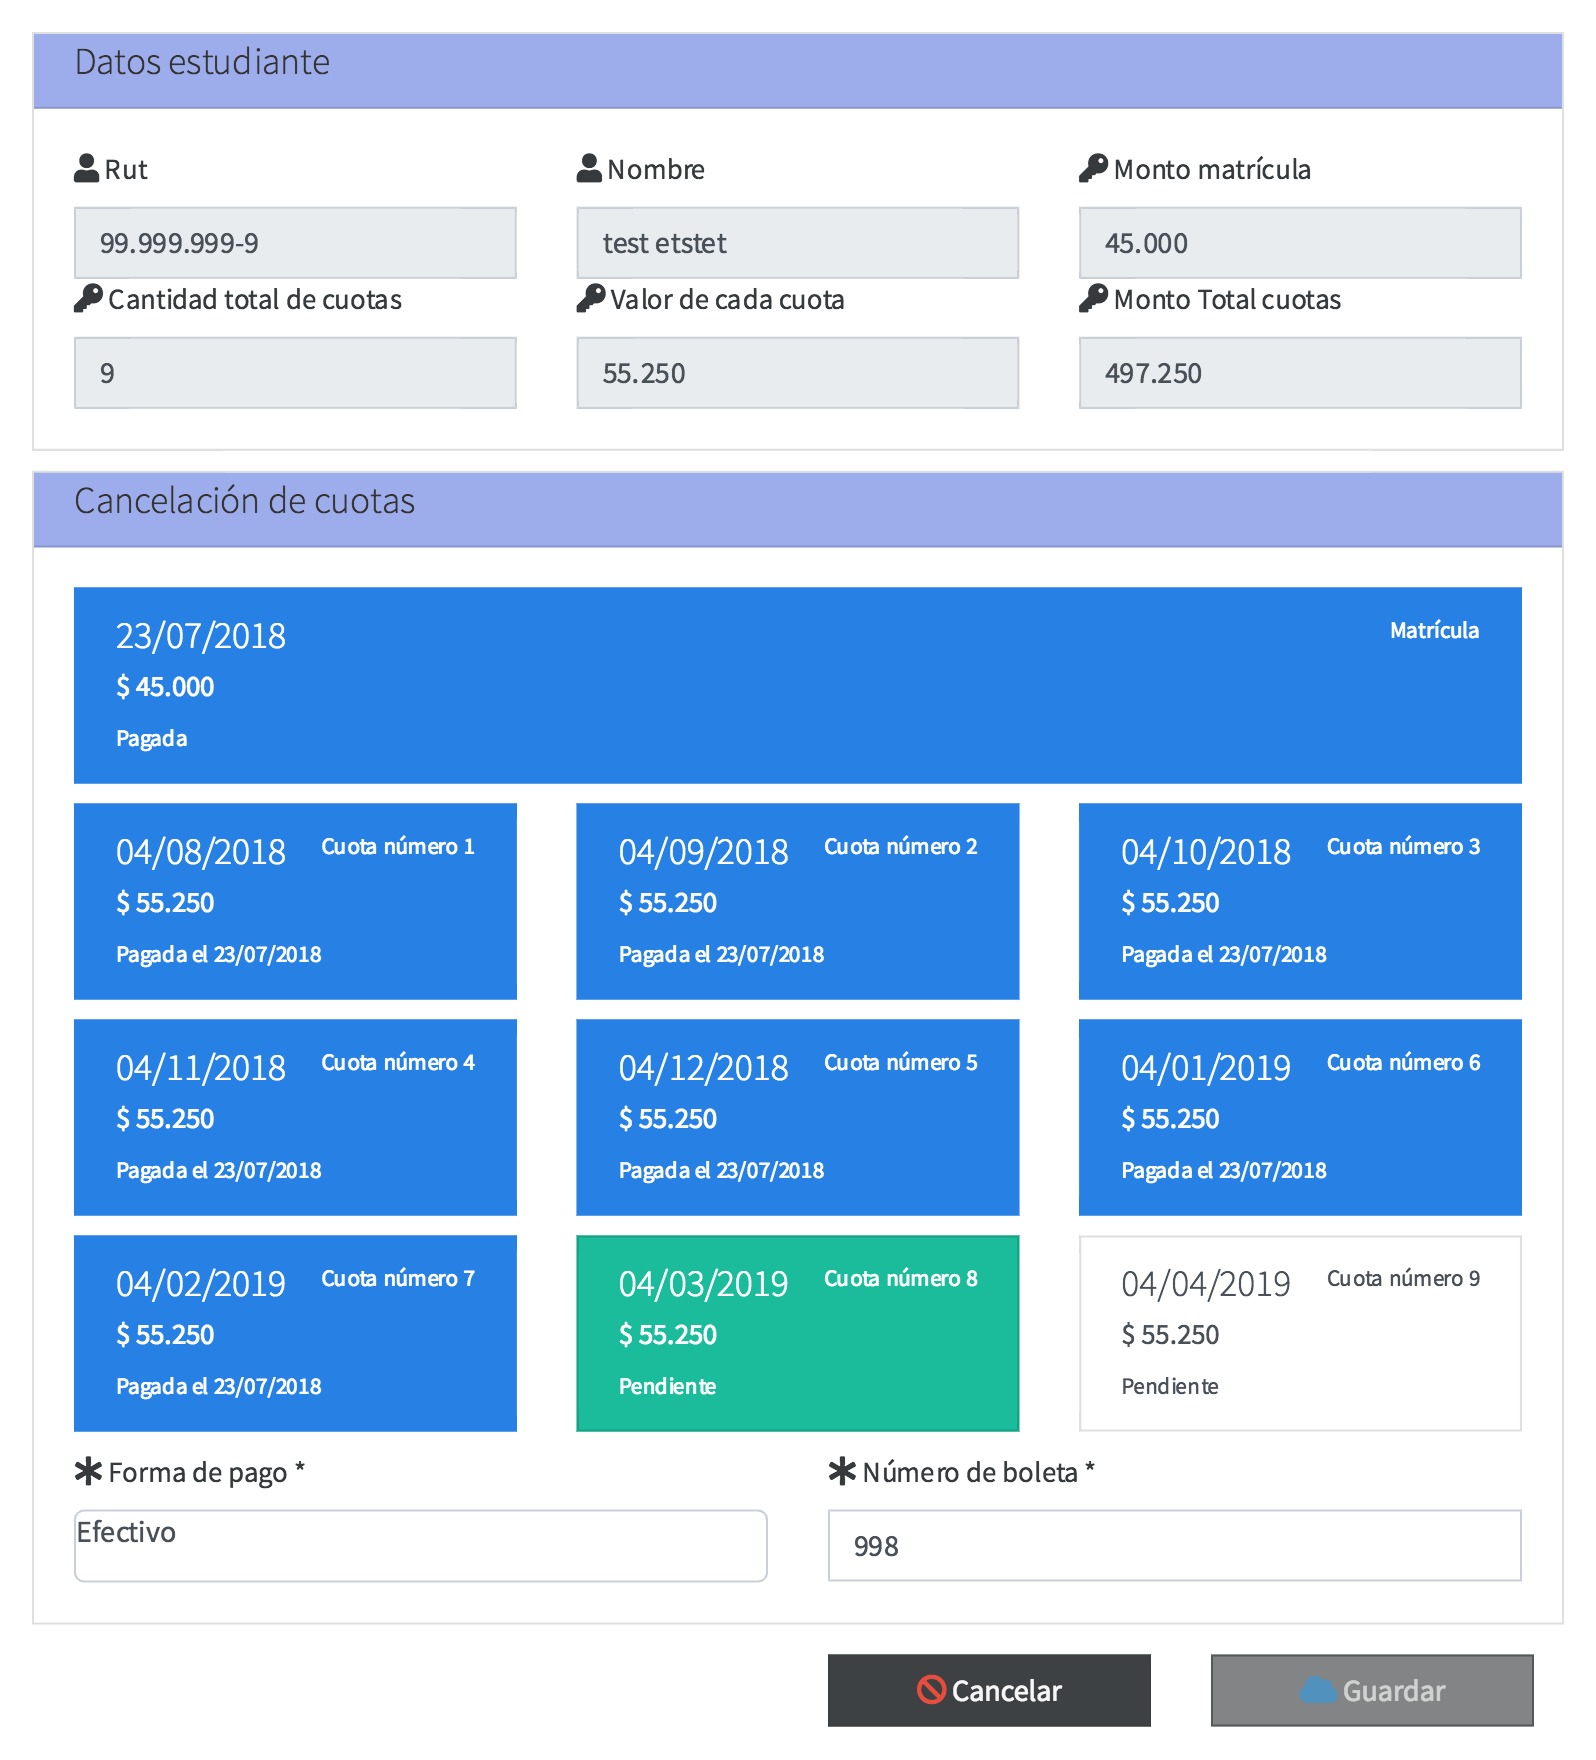 Datos estudiante
Rut
Nombre
Monto matrícula
99.999.999-9
test etstet
45.000
Cantidad total de cuotas
Valor de cada cuota
Monto Total cuotas
9
55.250
497.250
Cancelación de cuotas
23/07/2018
Matrícula
$ 45.000
Pagada
04/08/2018 Cuota número 1
$ 55.250
Pagada el 23/07/2018
04/09/2018 Cuota número 2
$ 55.250
Pagada el 23/07/2018
04/10/2018 Cuota número 3
$ 55.250
Pagada el 23/07/2018
04/11/2018 Cuota número 4
$ 55.250
Pagada el 23/07/2018
04/12/2018 Cuota número 5
$ 55.250
Pagada el 23/07/2018
04/01/2019 Cuota número 6
$ 55.250
Pagada el 23/07/2018
04/02/2019 Cuota número 7
$ 55.250
Pagada el 23/07/2018
04/03/2019 Cuota número 8
$ 55.250
Pendiente
04/04/2019 Cuota número 9
$ 55.250
Pendiente
Forma de pago *
Número de boleta *
Efectivo
998
Cancelar
Guardar